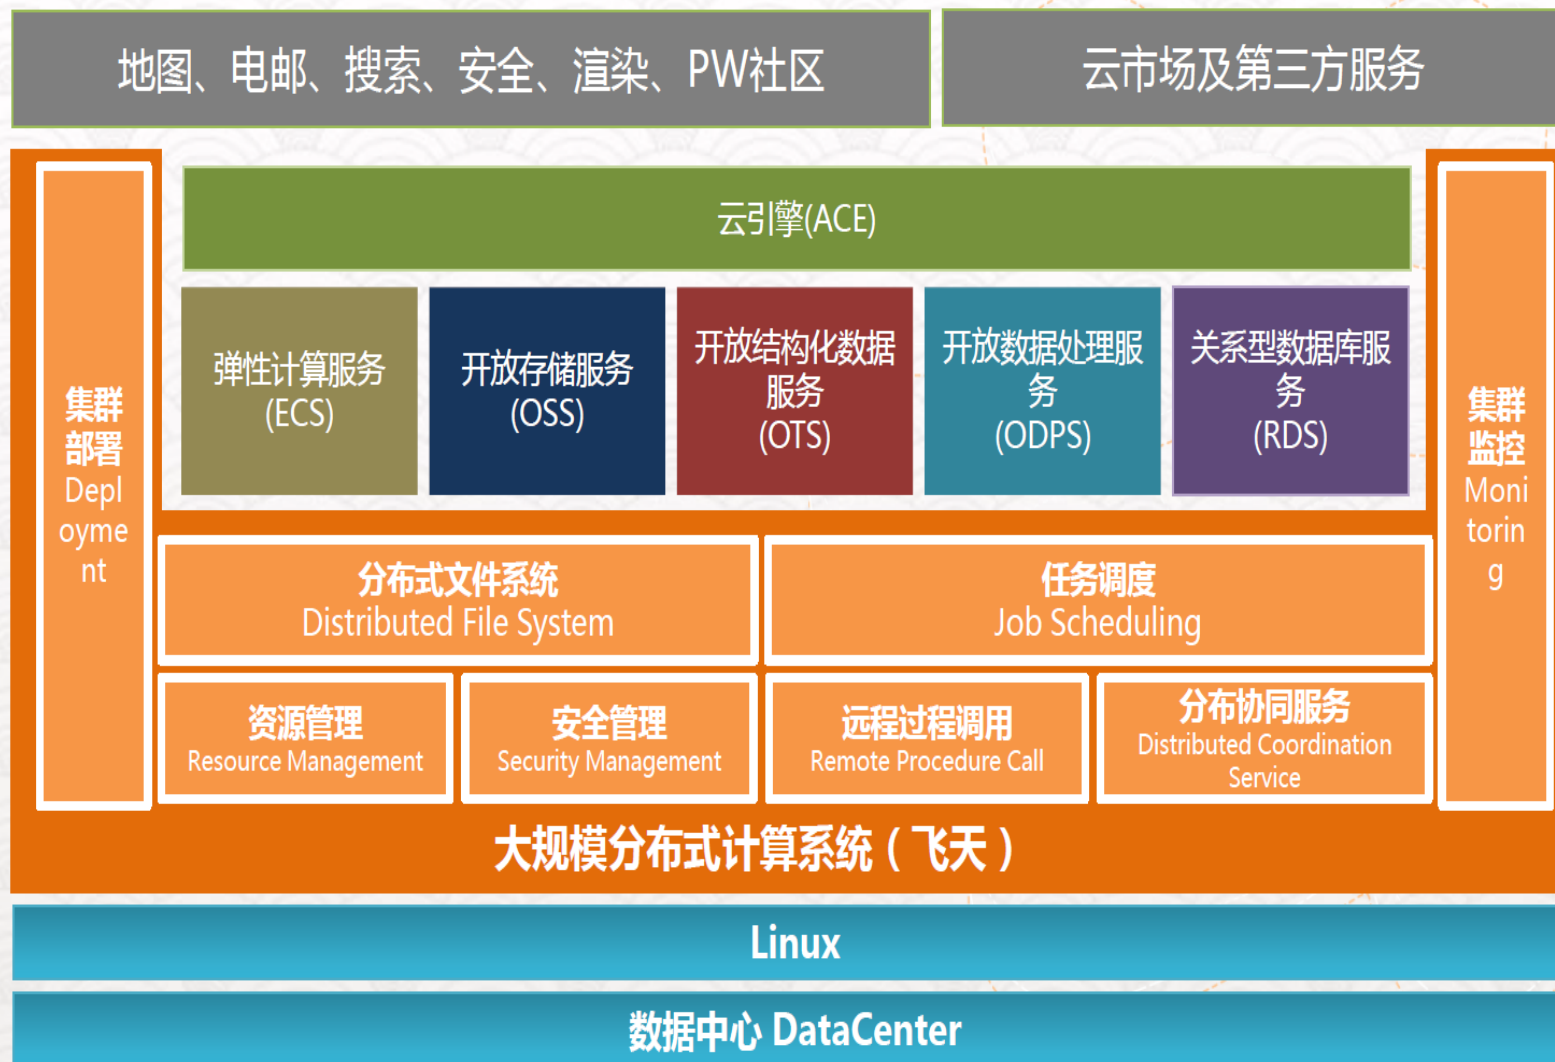 地图、电邮、搜索、安全、渲染、PW社区
云市场及第三方服务
集群
部署
Depl
oyme
nt
云引擎(ACE)
弹性计算服务
(ECS)
开放存储服务
(OSS)
开放结构化数据
服务
(OTS)
开放数据处理服
务
(ODPS)
关系型数据库服
务
(RDS)
集群
监控
Moni
torin
g
分布式文件系统
Distributed File System
任务调度
Job Scheduling
资源管理
Resource Management
安全管理
Security Management
远程过程调用
Remote Procedure Call
分布协同服务
Distributed Coordination
Service
大规模分布式计算系统（飞天）
Linux
数据中心 DataCenter